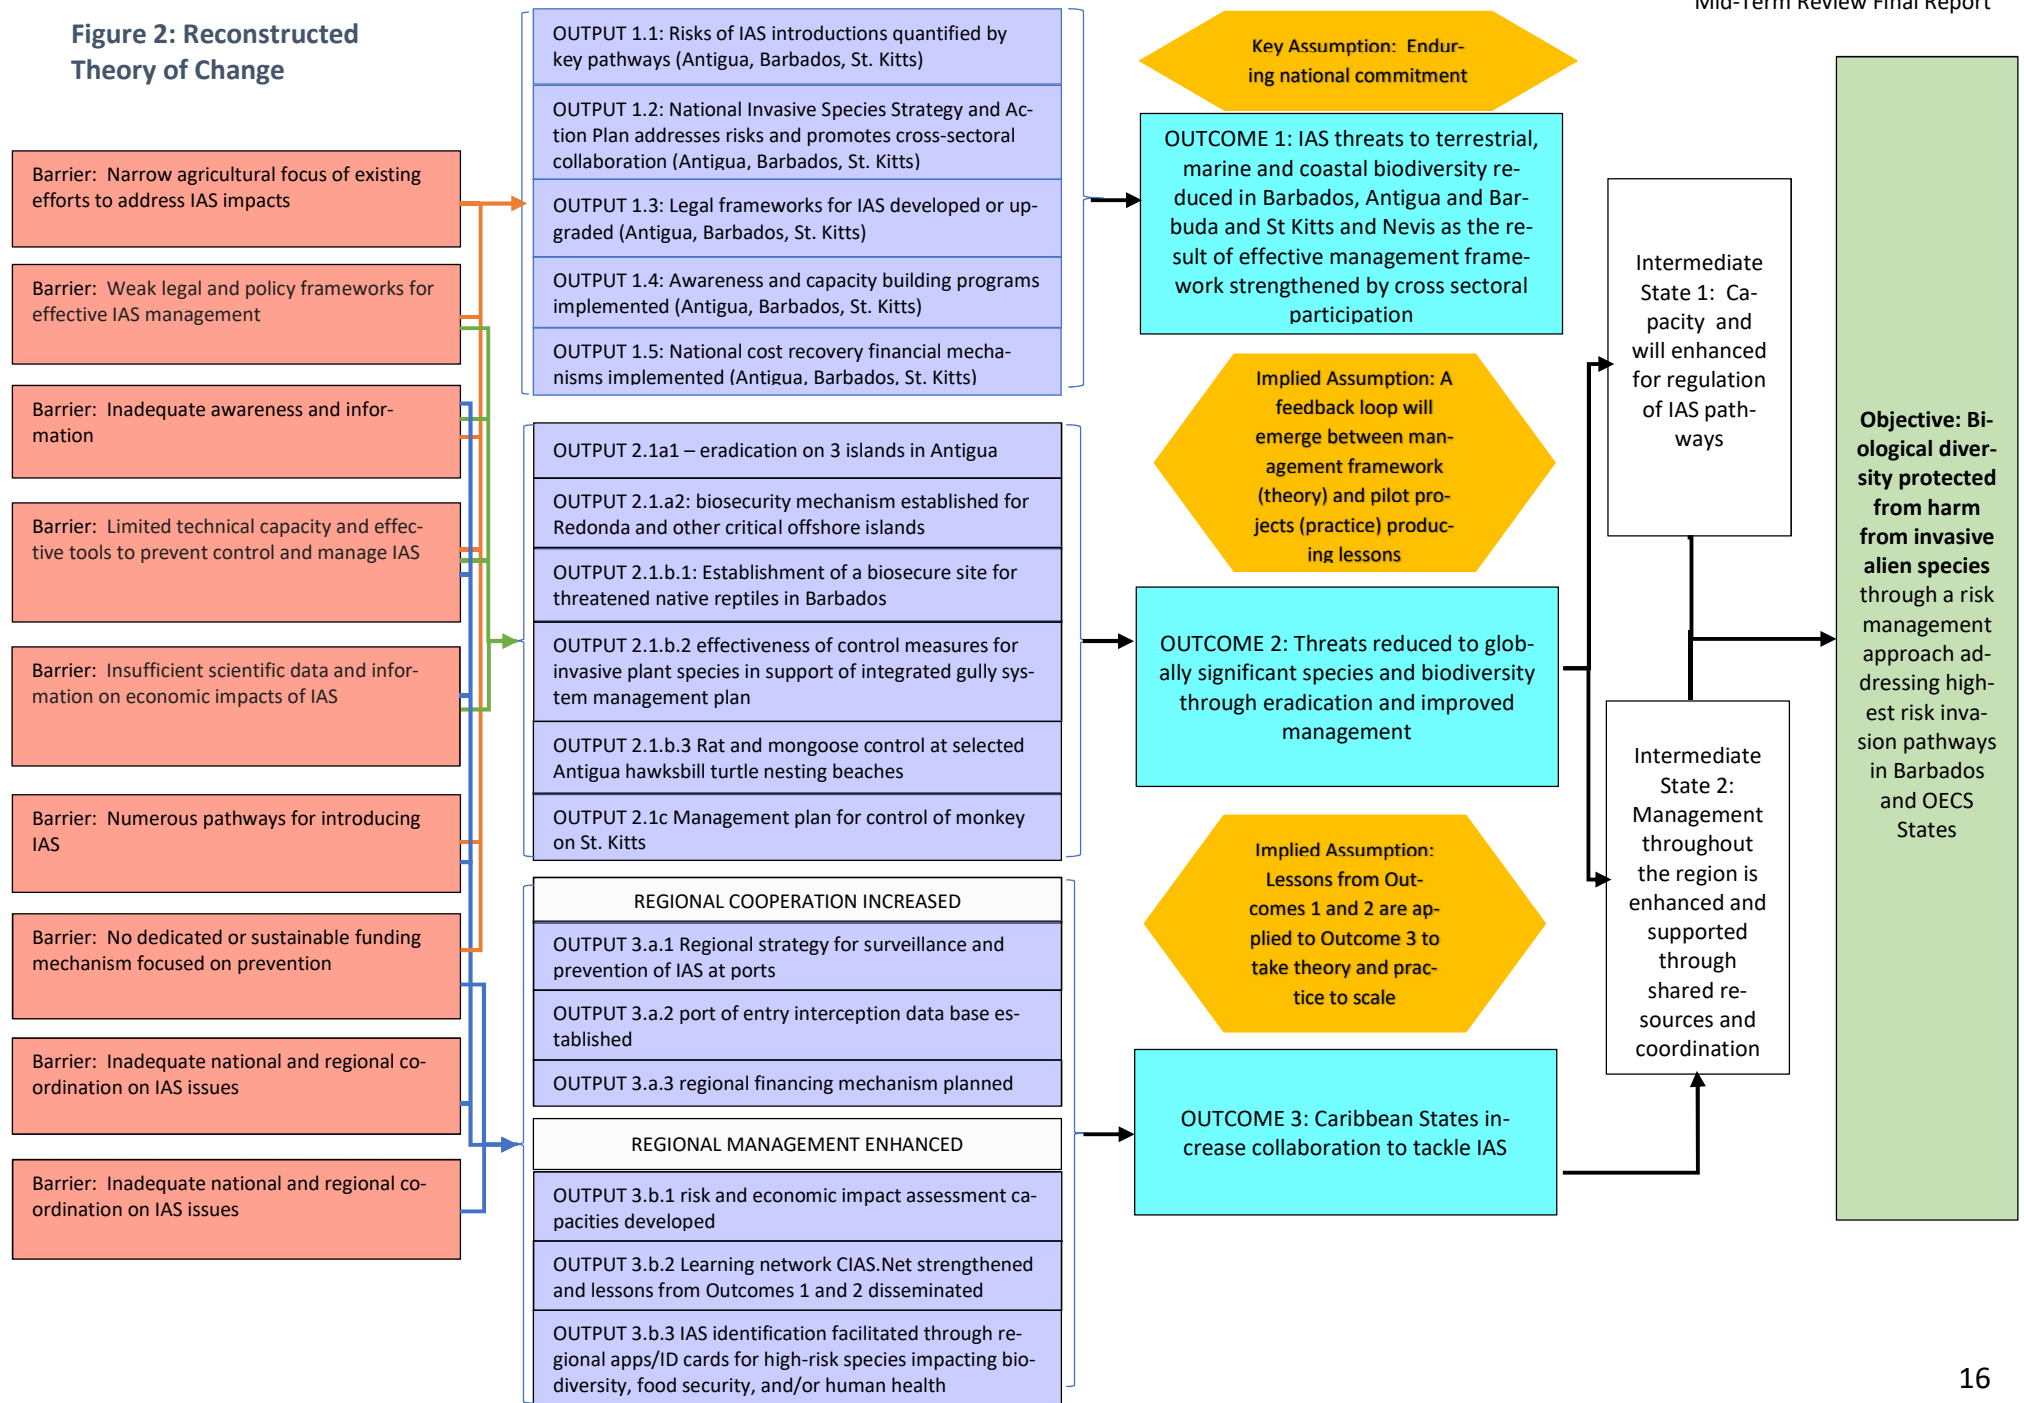 Mid-Term Review Final Report
Figure 2: Reconstructed
Theory of Change
Barrier:  Narrow agricultural focus of existing
efforts to address IAS impacts
Barrier:  Weak legal and policy frameworks for
effective IAS management
Barrier:  Inadequate awareness and infor-
mation
Barrier:  Limited technical capacity and effec-
tive tools to prevent control and manage IAS
Barrier:  Insufficient scientific data and infor-
mation on economic impacts of IAS
Barrier:  Numerous pathways for introducing
IAS
Barrier:  No dedicated or sustainable funding
mechanism focused on prevention
Barrier:  Inadequate national and regional co-
ordination on IAS issues
Barrier:  Inadequate national and regional co-
ordination on IAS issues
OUTPUT 1.1: Risks of IAS introductions quantified by
key pathways (Antigua, Barbados, St. Kitts)
OUTPUT 1.2: National Invasive Species Strategy and Ac-
tion Plan addresses risks and promotes cross-sectoral
collaboration (Antigua, Barbados, St. Kitts)
OUTPUT 1.3: Legal frameworks for IAS developed or up-
graded (Antigua, Barbados, St. Kitts)
OUTPUT 1.4: Awareness and capacity building programs
implemented (Antigua, Barbados, St. Kitts)
OUTPUT 1.5: National cost recovery financial mecha-
nisms implemented (Antigua, Barbados, St. Kitts)
OUTPUT 2.1a1 – eradication on 3 islands in Antigua
OUTPUT 2.1.a2: biosecurity mechanism established for
Redonda and other critical offshore islands
OUTPUT 2.1.b.1: Establishment of a biosecure site for
threatened native reptiles in Barbados
OUTPUT 2.1.b.2 effectiveness of control measures for
invasive plant species in support of integrated gully sys-
tem management plan
OUTPUT 2.1.b.3 Rat and mongoose control at selected
Antigua hawksbill turtle nesting beaches
OUTPUT 2.1c Management plan for control of monkey
on St. Kitts
REGIONAL COOPERATION INCREASED
OUTPUT 3.a.1 Regional strategy for surveillance and
prevention of IAS at ports
OUTPUT 3.a.2 port of entry interception data base es-
tablished
OUTPUT 3.a.3 regional financing mechanism planned
REGIONAL MANAGEMENT ENHANCED
OUTPUT 3.b.1 risk and economic impact assessment ca-
pacities developed
OUTPUT 3.b.2 Learning network CIAS.Net strengthened
and lessons from Outcomes 1 and 2 disseminated
OUTPUT 3.b.3 IAS identification facilitated through re-
gional apps/ID cards for high-risk species impacting bio-
diversity, food security, and/or human health
Key Assumption:  Endur-
ing national commitment
OUTCOME 1: IAS threats to terrestrial,
marine and coastal biodiversity re-
duced in Barbados, Antigua and Bar-
buda and St Kitts and Nevis as the re-
sult of effective management frame-
work strengthened by cross sectoral
participation
Implied Assumption: A
feedback loop will
emerge between man-
agement framework
(theory) and pilot pro-
jects (practice) produc-
ing lessons
OUTCOME 2: Threats reduced to glob-
ally significant species and biodiversity
through eradication and improved
management
Implied Assumption:
Lessons from Out-
comes 1 and 2 are ap-
plied to Outcome 3 to
take theory and prac-
tice to scale
OUTCOME 3: Caribbean States in-
crease collaboration to tackle IAS
Intermediate
State 1:  Ca-
pacity  and
will enhanced
for regulation
of IAS path-
ways
Intermediate
State 2:
Management
throughout
the region is
enhanced and
supported
through
shared re-
sources and
coordination
Objective: Bi-
ological diver-
sity protected
from harm
from invasive
alien species
through a risk
management
approach ad-
dressing high-
est risk inva-
sion pathways
in Barbados
and OECS
States
16